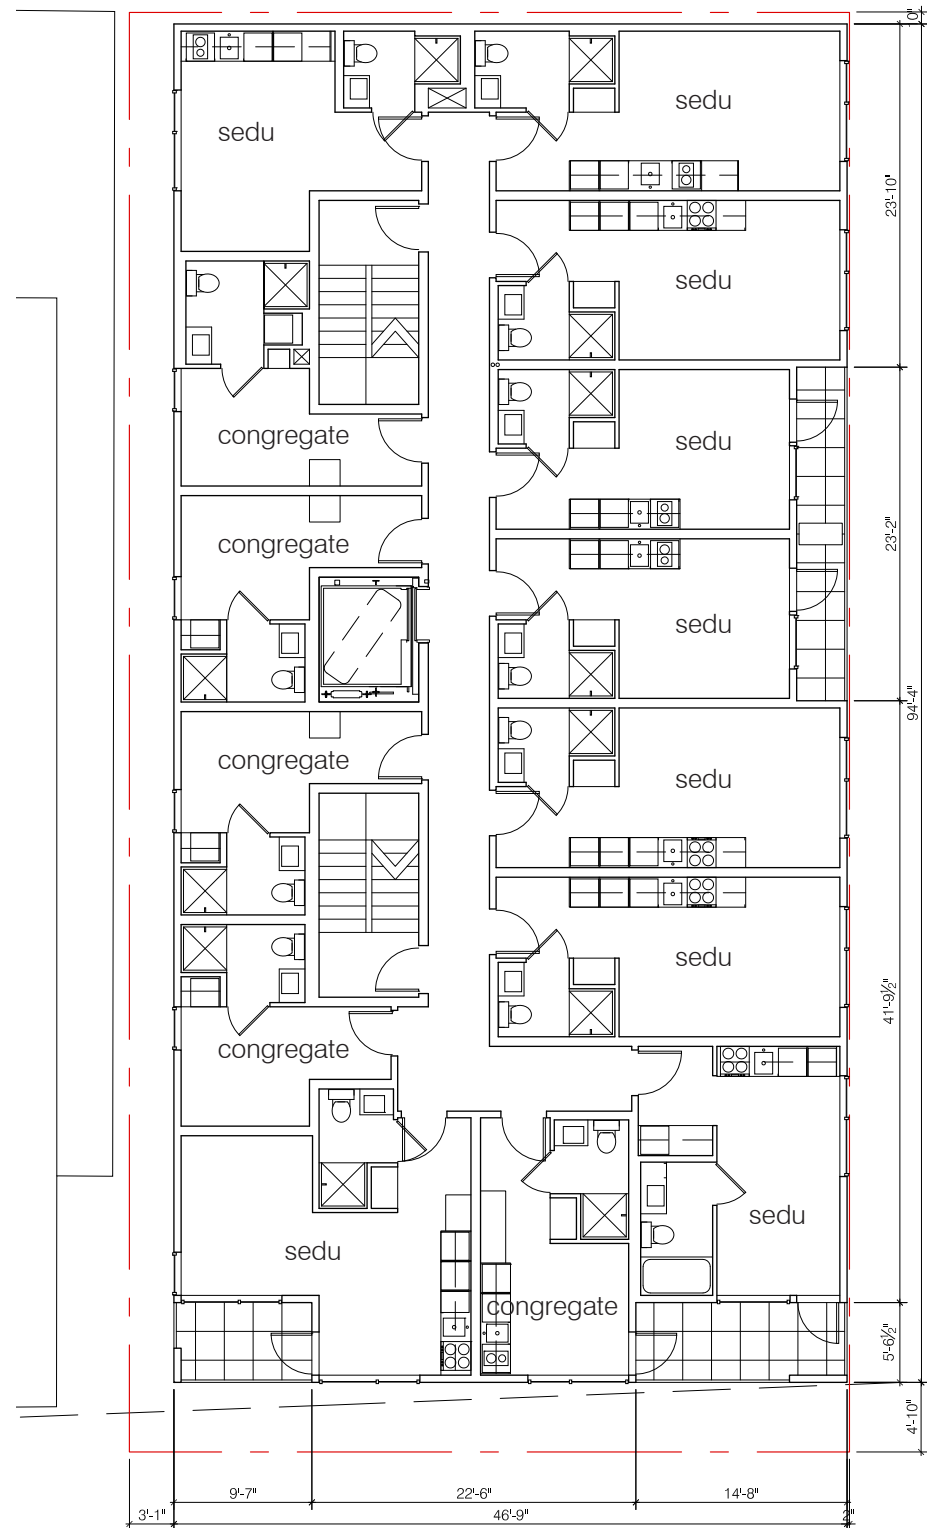 10"
sedu
sedu
23'-10"
sedu
congregate
sedu
congregate
23'-2"
sedu
94'-4"
congregate
sedu
sedu
41'-9½"
congregate
sedu
sedu
congregate
5'-6½"
4'-10"
9'-7"
22'-6"
14'-8"
3'-1"
46'-9"
2"